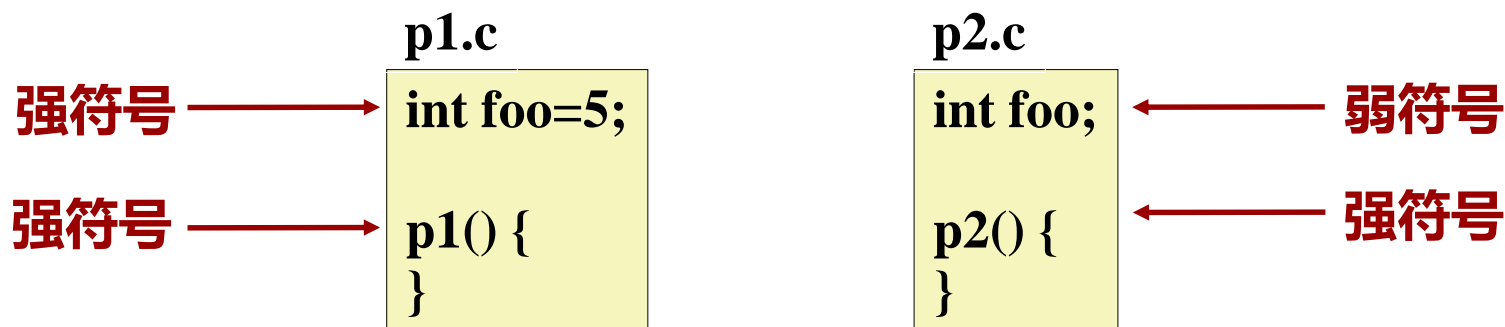 p1.c
p2.c
强符号
int foo=5;
int foo;
弱符号
强符号
p1() {
p2() {
强符号
}
}